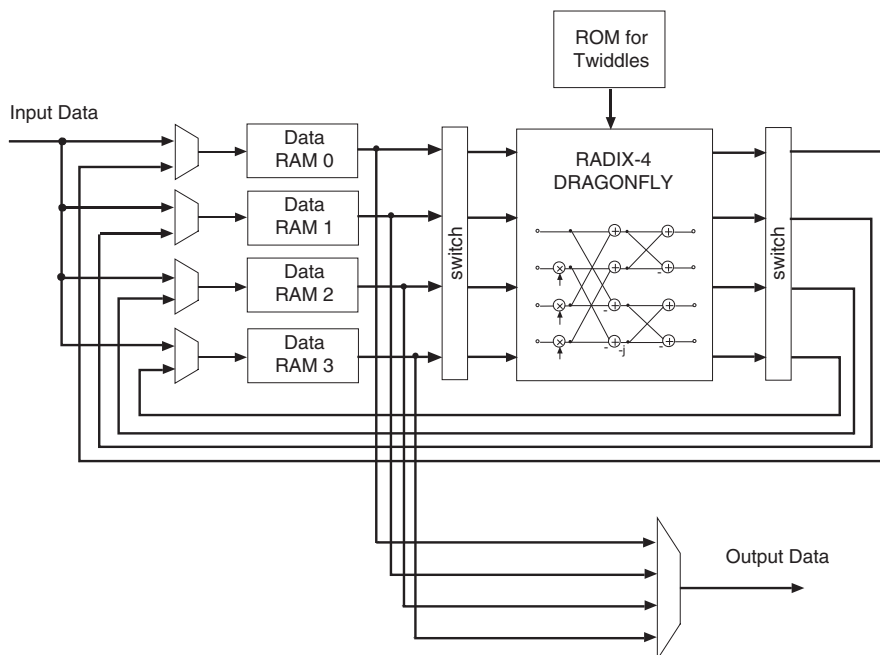 ROM for
Twiddles
Input Data
Data
RAM 0
Data
RAM 1
Data
RAM 2
Data
RAM 3
switch
RADIX-4
DRAGONFLY
-
-
-
-j
-
-
switch
Output Data